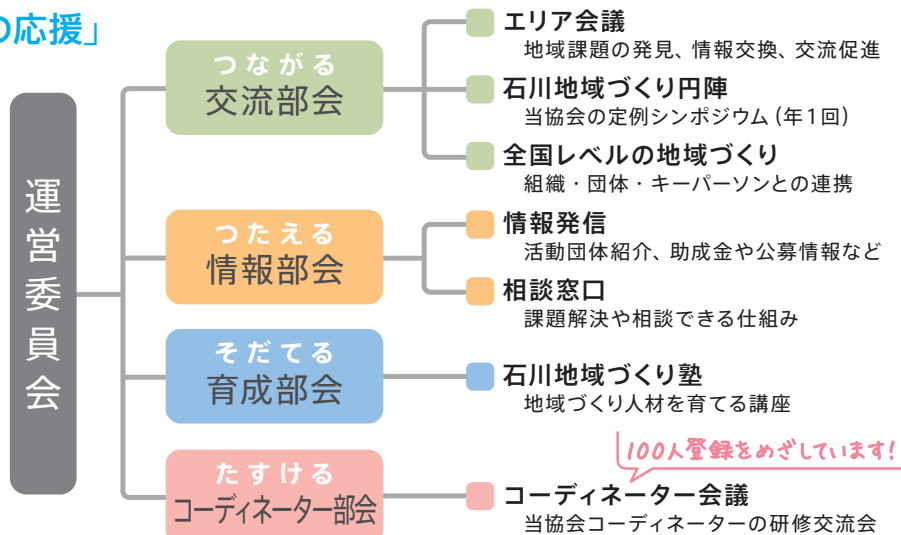 の応援」
運営委員会
つながる
交流部会
エリア会議
地域課題の発見、情報交換、交流促進
石川地域づくり円陣
当協会の定例シンポジウム（年1回）
全国レベルの地域づくり
組織・団体・キーパーソンとの連携
つたえる
情報部会
情報発信
活動団体紹介、助成金や公募情報など
相談窓口
課題解決や相談できる仕組み
そだてる
育成部会
石川地域づくり塾
地域づくり人材を育てる講座
たすける
コーディネーター部会
100人登録をめざしています！
コーディネーター会議
当協会コーディネーターの研修交流会